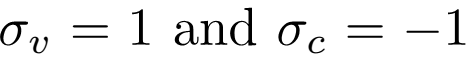 σ_v = 1 and σ_c = −1